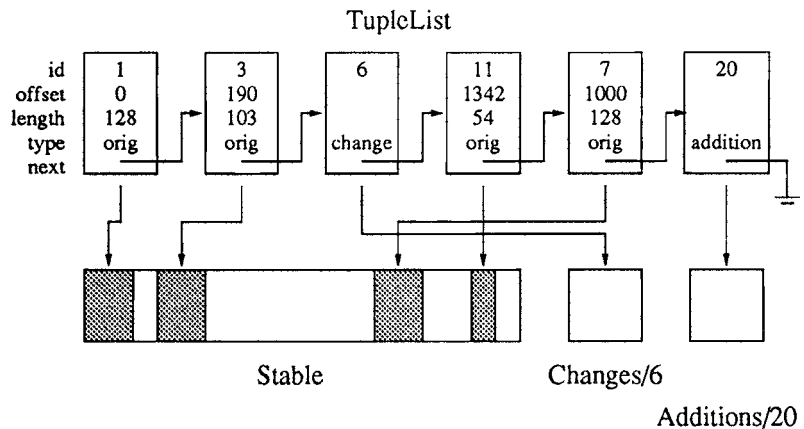 TupleList
id 1 3 6 11 7 20
offset 0 190 1342 1000
length 128 103 54 128
type orig orig change orig orig addition
next
Stable Changes/6
Additions/20